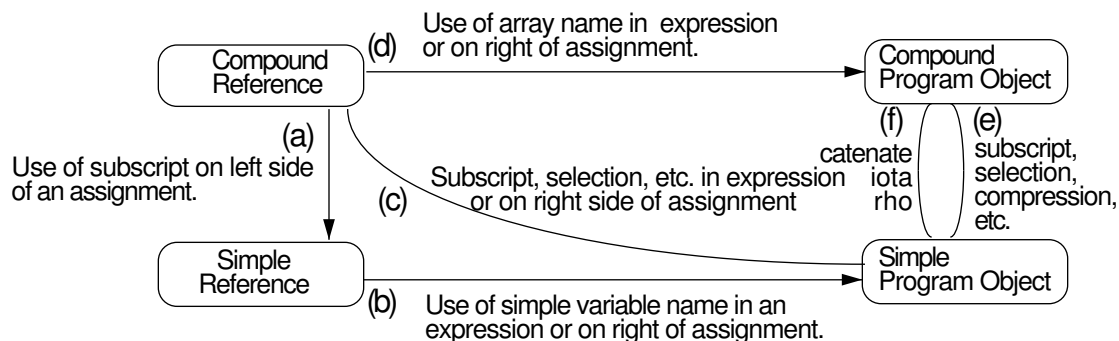 (d)
Use of array name in expression
or on right of assignment.
Compound
Reference
Compound
Program Object
(a)
Use of subscript on left side
of an assignment.
(c)
Subscript, selection, etc. in expression
or on right side of assignment
(f)
catenate
iota
rho
(e)
subscript,
selection,
compression,
etc.
Simple
Reference
Simple
Program Object
(b)
Use of simple variable name in an
expression or on right of assignment.